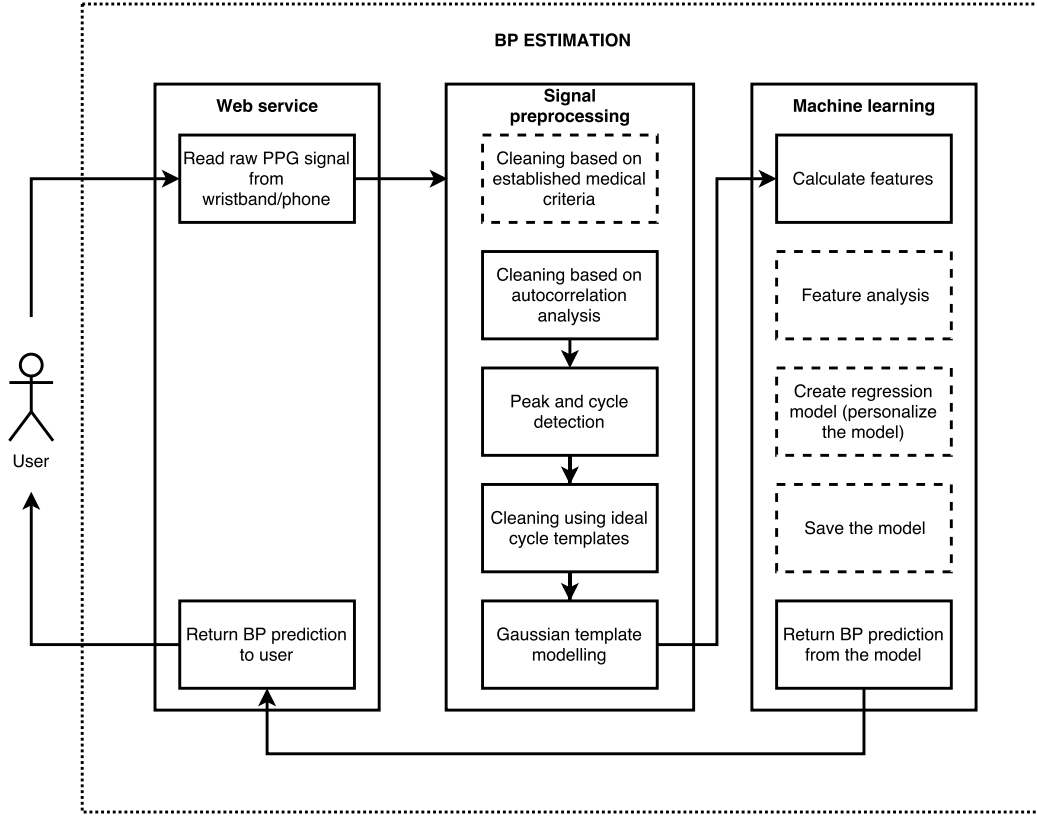 BP ESTIMATION
Web service
Read raw PPG signal
from
wristband/phone
Return BP prediction
to user
User
Signal
preprocessing
Cleaning based on
established medical
criteria
Cleaning based on
autocorrelation
analysis
Peak and cycle
detection
Cleaning using ideal
cycle templates
Gaussian template
modelling
Machine learning
Calculate features
Feature analysis
Create regression
model (personalize
the model)
Save the model
Return BP prediction
from the model